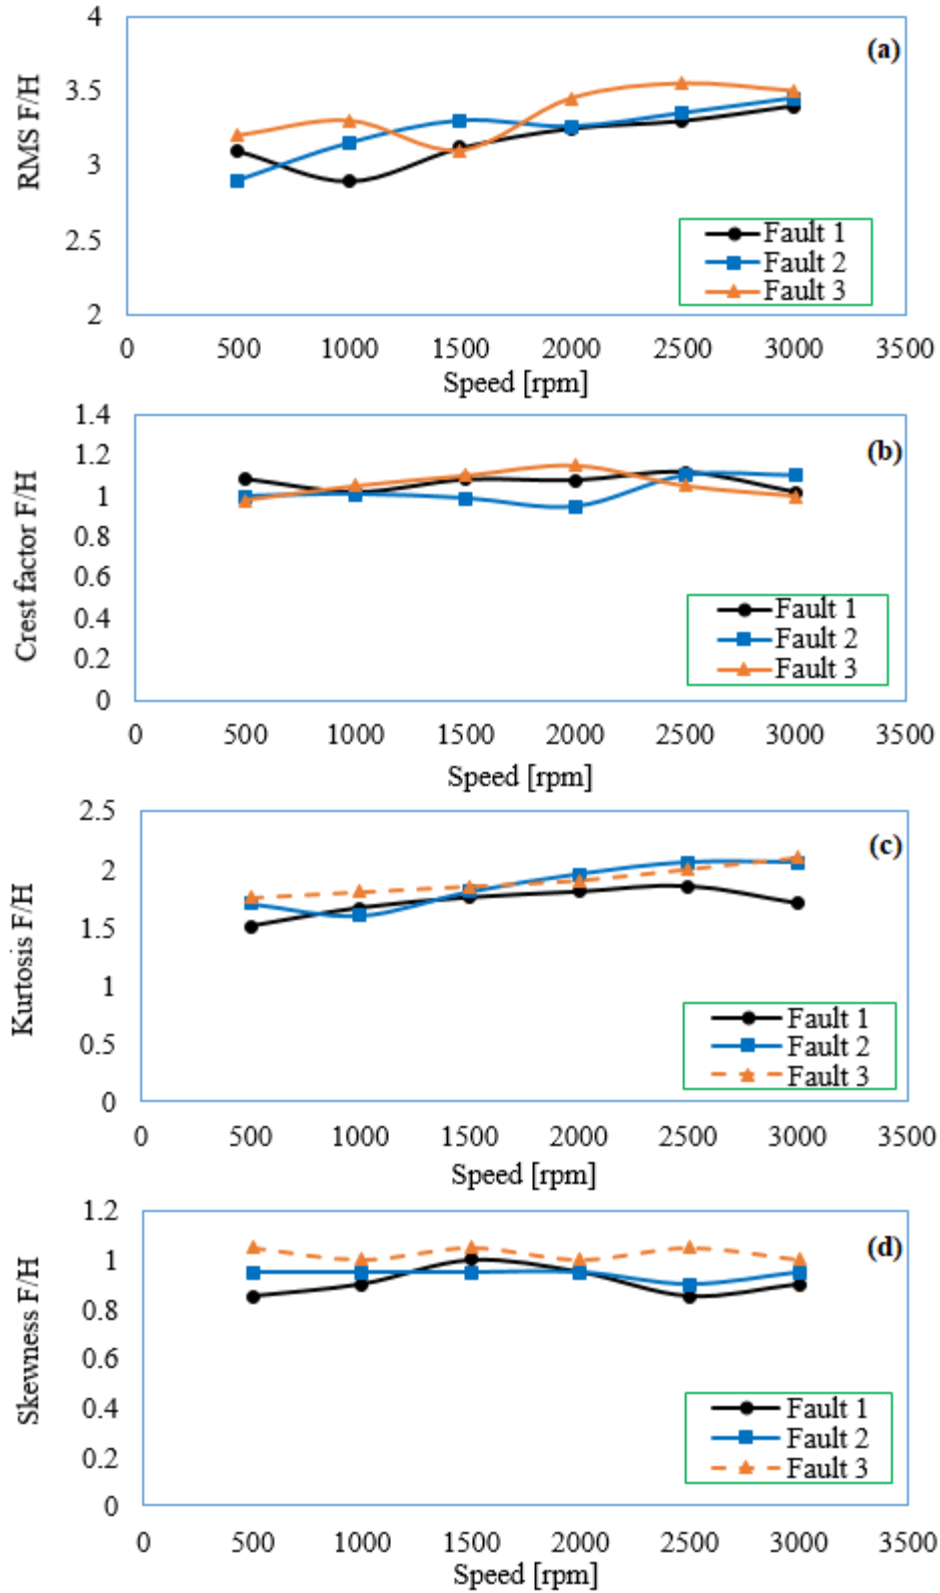 4
3.5
3
2.5
2
RMS F/H
(a)
Fault 1
Fault 2
Fault 3
0 500 1000 1500 2000 2500 3000 3500
Speed [rpm]
1.4
1.2
1
0.8
0.6
0.4
0.2
0
Crest factor F/H
(b)
Fault 1
Fault 2
Fault 3
0 500 1000 1500 2000 2500 3000 3500
Speed [rpm]
2.5
2
1.5
1
0.5
0
Kurtosis F/H
(c)
Fault 1
Fault 2
Fault 3
0 500 1000 1500 2000 2500 3000 3500
Speed [rpm]
1.2
1
0.8
0.6
0.4
0.2
0
Skewness F/H
(d)
Fault 1
Fault 2
Fault 3
0 500 1000 1500 2000 2500 3000 3500
Speed [rpm]